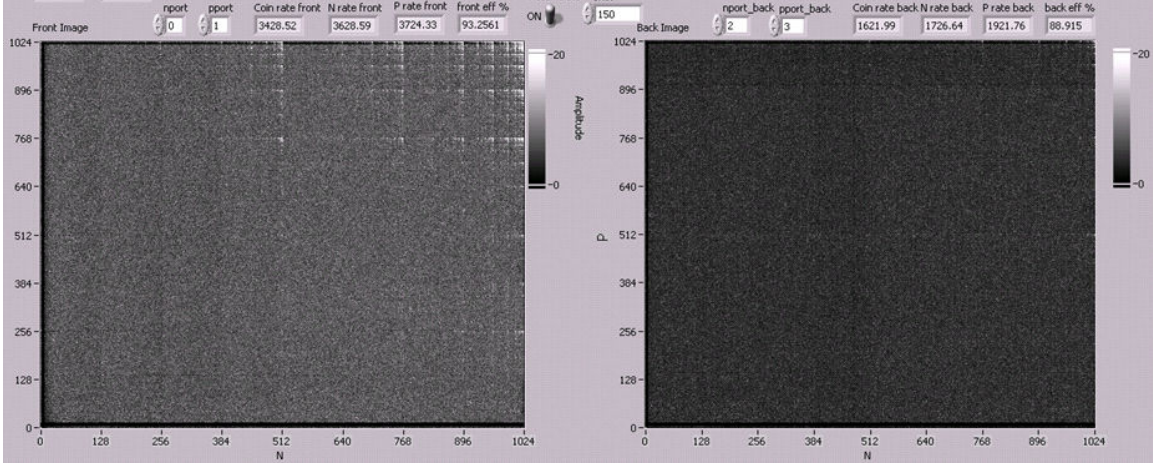 nport pport Coin rate front N rate front P rate front front eff %
0 1 3428.52 3628.59 3724.33 93.2561
Front Image
ON
150
nport_back pport_back Coin rate back N rate back P rate back back eff %
2 3 1621.99 1726.64 1921.76 88.915
Back Image
1024
896
768
640
512
384
256
128
0
0 128 256 384 512 640 768 896 1024
N
20
0
Amplitude
1024
896
768
640
512
384
256
128
0
P
0 128 256 384 512 640 768 896 1024
N
20
0